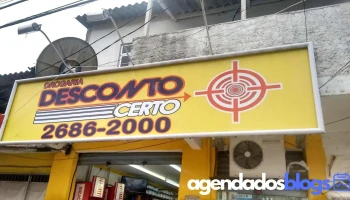 DROGARIA
DESCONTO
CERTO
2686-2000
agendadosblogs